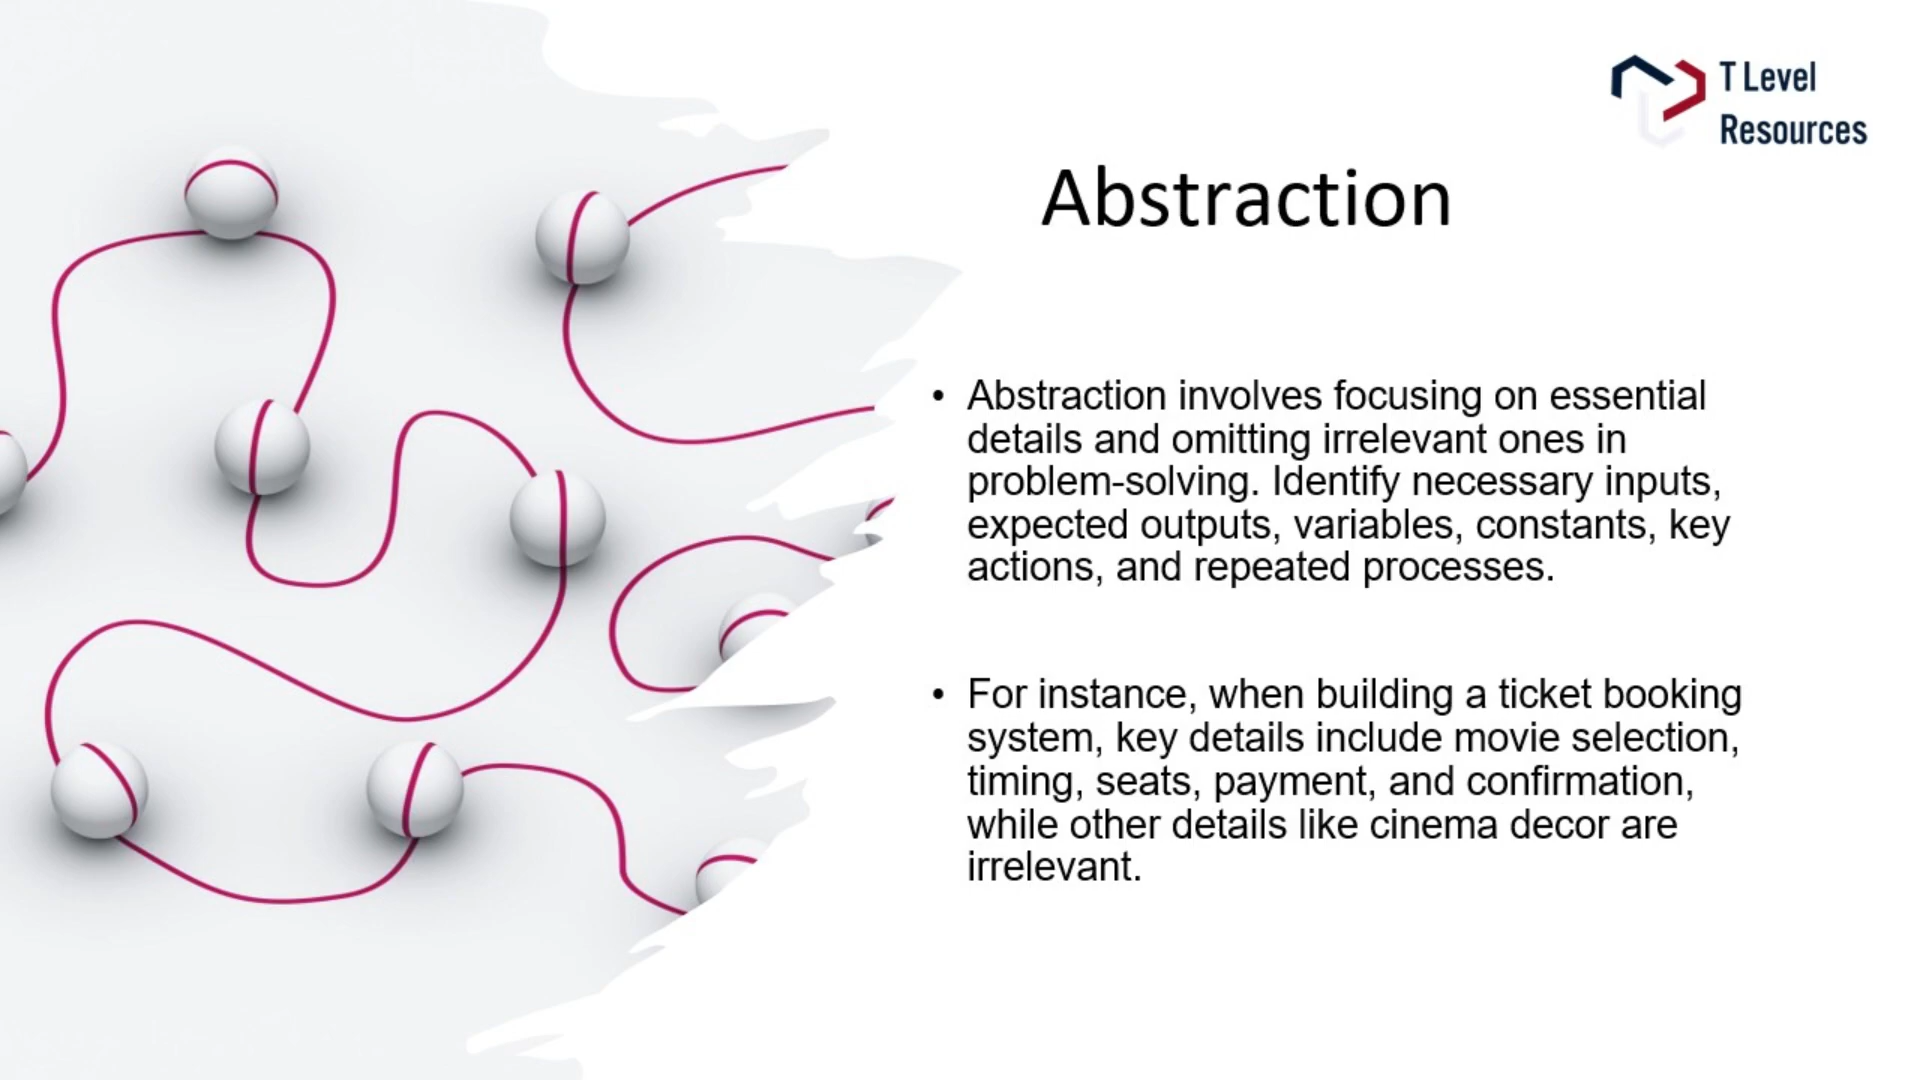 T Level
Resources
Abstraction
• Abstraction involves focusing on essential
details and omitting irrelevant ones in
problem-solving. Identify necessary inputs,
expected outputs, variables, constants, key
actions, and repeated processes.
• For instance, when building a ticket booking
system, key details include movie selection,
timing, seats, payment, and confirmation,
while other details like cinema decor are
irrelevant.